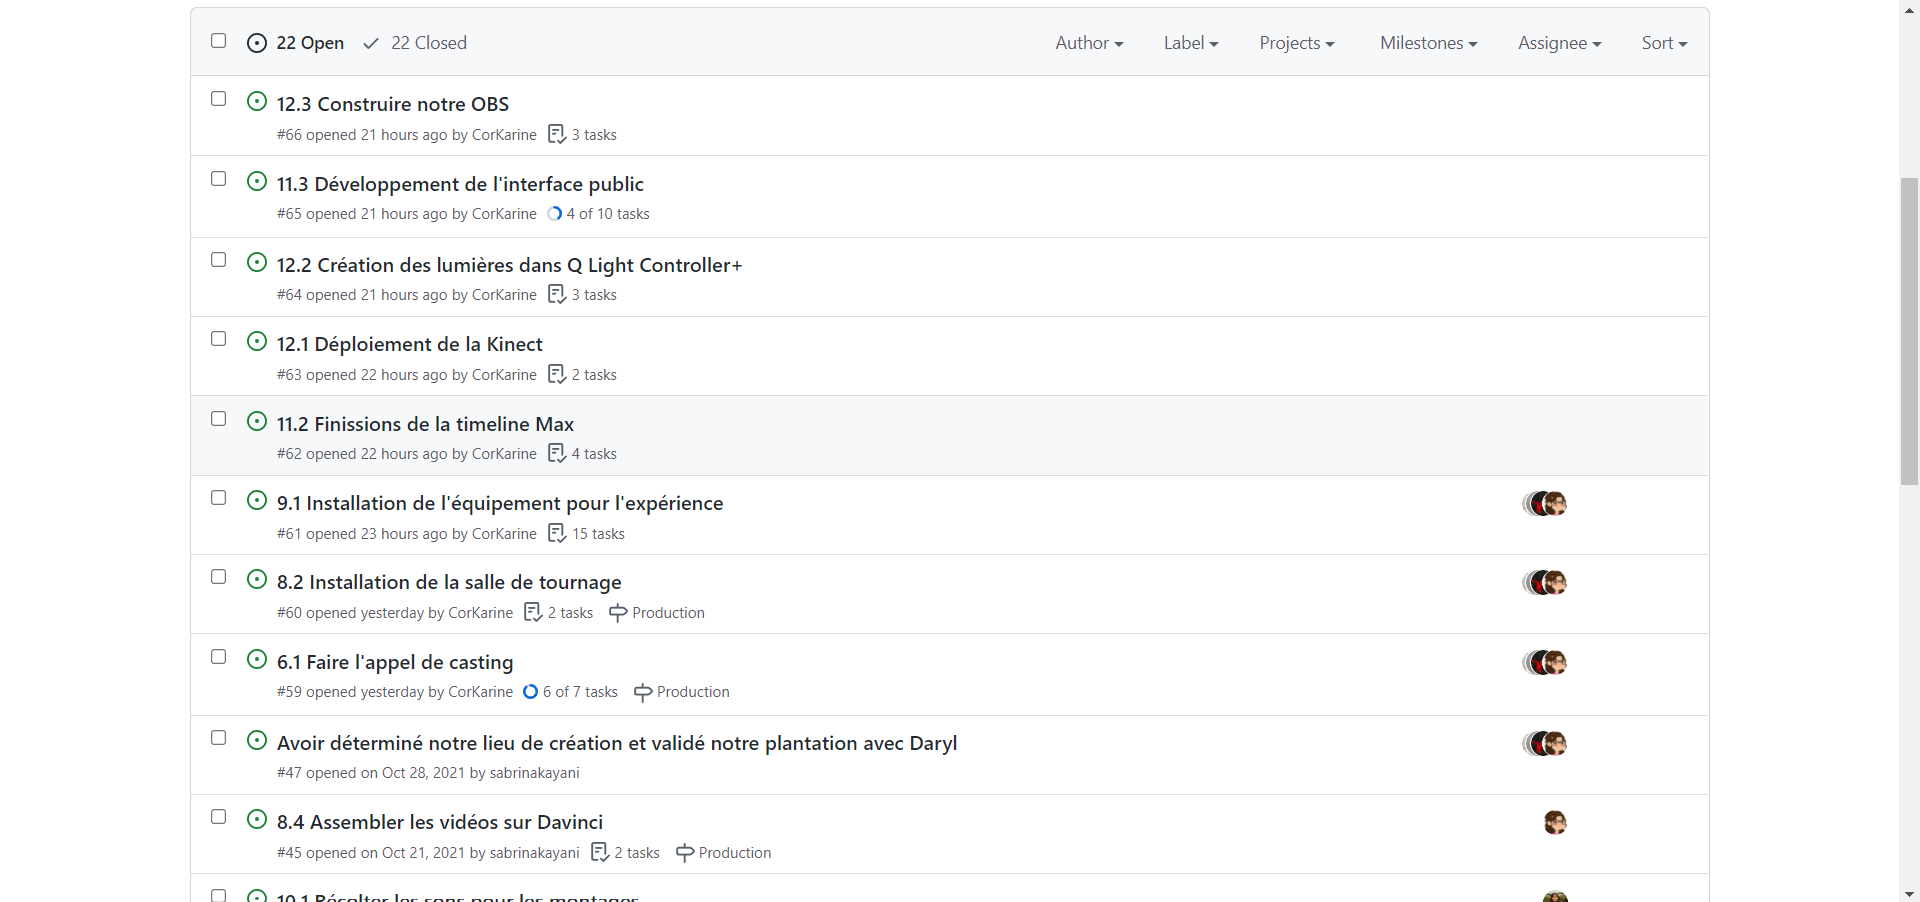 22 Open 22 Closed Author Label Projects Milestones Assignee Sort
12.3 Construire notre OBS
#66 opened 21 hours ago by CorKarine 3 tasks
11.3 Développement de l'interface public
#65 opened 21 hours ago by CorKarine 4 of 10 tasks
12.2 Création des lumières dans Q Light Controller+
#64 opened 21 hours ago by CorKarine 3 tasks
12.1 Déploiement de la Kinect
#63 opened 22 hours ago by CorKarine 2 tasks
11.2 Finissions de la timeline Max
#62 opened 22 hours ago by CorKarine 4 tasks
9.1 Installation de l'équipement pour l'expérience
#61 opened 23 hours ago by CorKarine 15 tasks
8.2 Installation de la salle de tournage
#60 opened yesterday by CorKarine 2 tasks Production
6.1 Faire l'appel de casting
#59 opened yesterday by CorKarine 6 of 7 tasks Production
Avoir déterminé notre lieu de création et validé notre plantation avec Daryl
#47 opened on Oct 28, 2021 by sabrinakayani
8.4 Assembler les vidéos sur Davinci
#45 opened on Oct 21, 2021 by sabrinakayani 2 tasks Production
10.1 Récolter les sons pour les montages